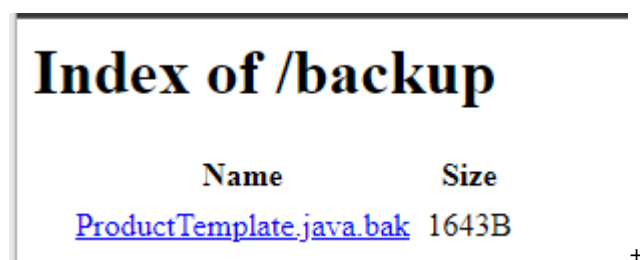 Index of /backup
Name Size
ProductTemplate.java.bak 1643B